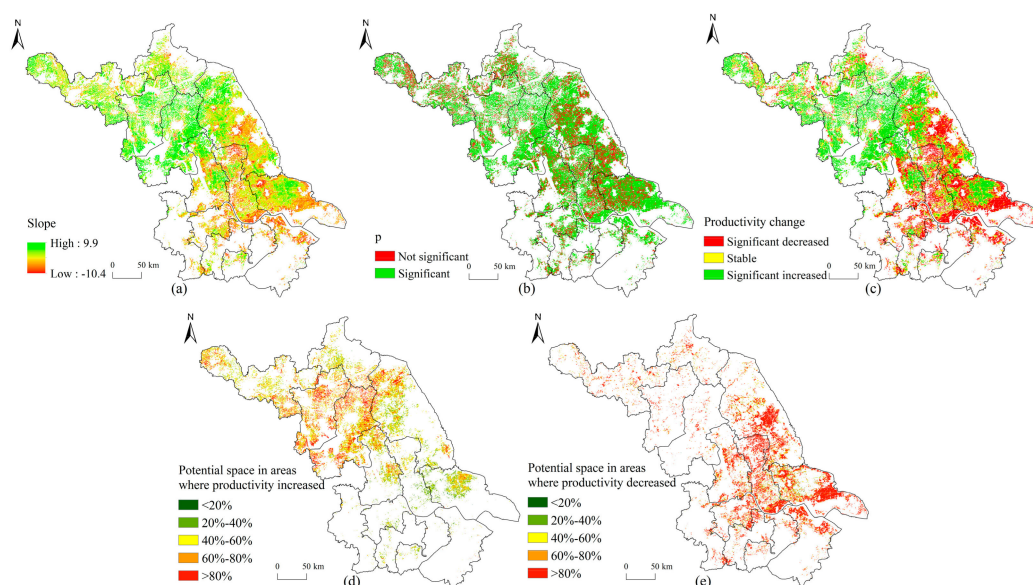 N
Slope
High : 9.9
Low : -10.4
0 50 km
(a)
N
p
Not significant
Significant
0 50 km
(b)
N
Productivity change
Significant decreased
Stable
Significant increased
0 50 km
(c)
N
Potential space in areas
where productivity increased
<20%
20%-40%
40%-60%
60%-80%
>80%
0 50 km
(d)
N
Potential space in areas
where productivity decreased
<20%
20%-40%
40%-60%
60%-80%
>80%
0 50 km
(e)